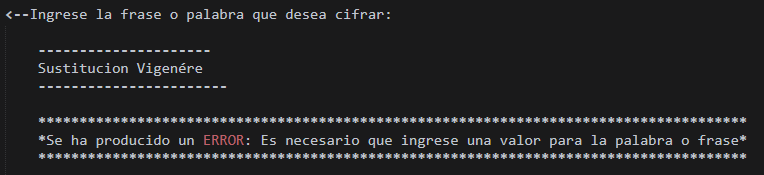 <--Ingrese la frase o palabra que desea cifrar:
---------------------
Sustitucion Vigenére
-----------------------
**************************************************************************************
*Se ha producido un ERROR: Es necesario que ingrese una valor para la palabra o frase*
**************************************************************************************